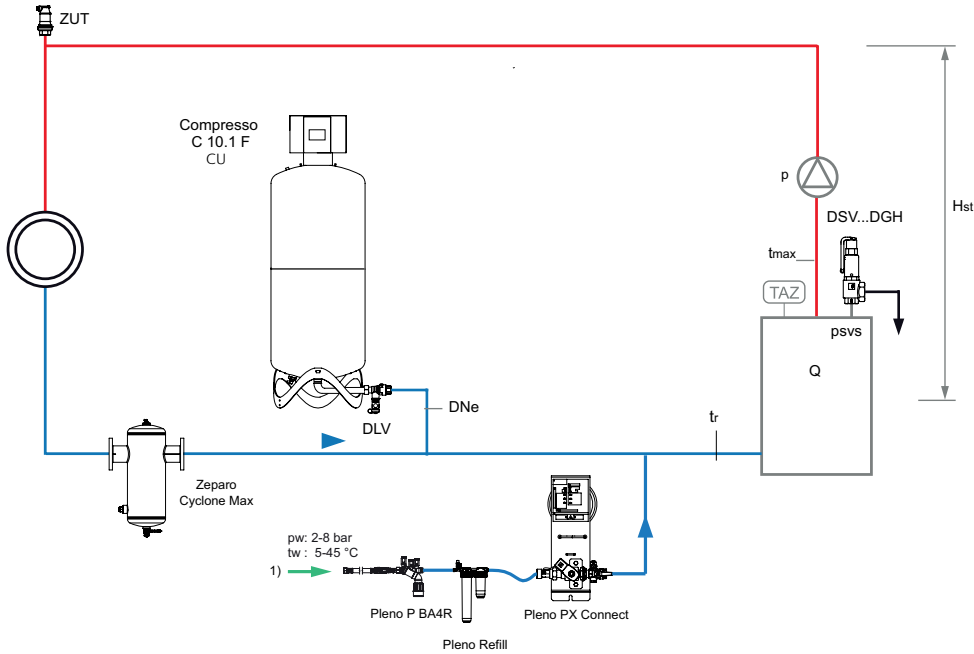 ZUT
Compresso
C 10.1 F
CU
p
Hst
DSV...DGH
tmax
TAZ
psvs
Q
DNe
DLV
tr
Zeparo
Cyclone Max
pw: 2-8 bar
tw : 5-45 °C
1)
Pleno P BA4R
Pleno PX Connect
Pleno Refill